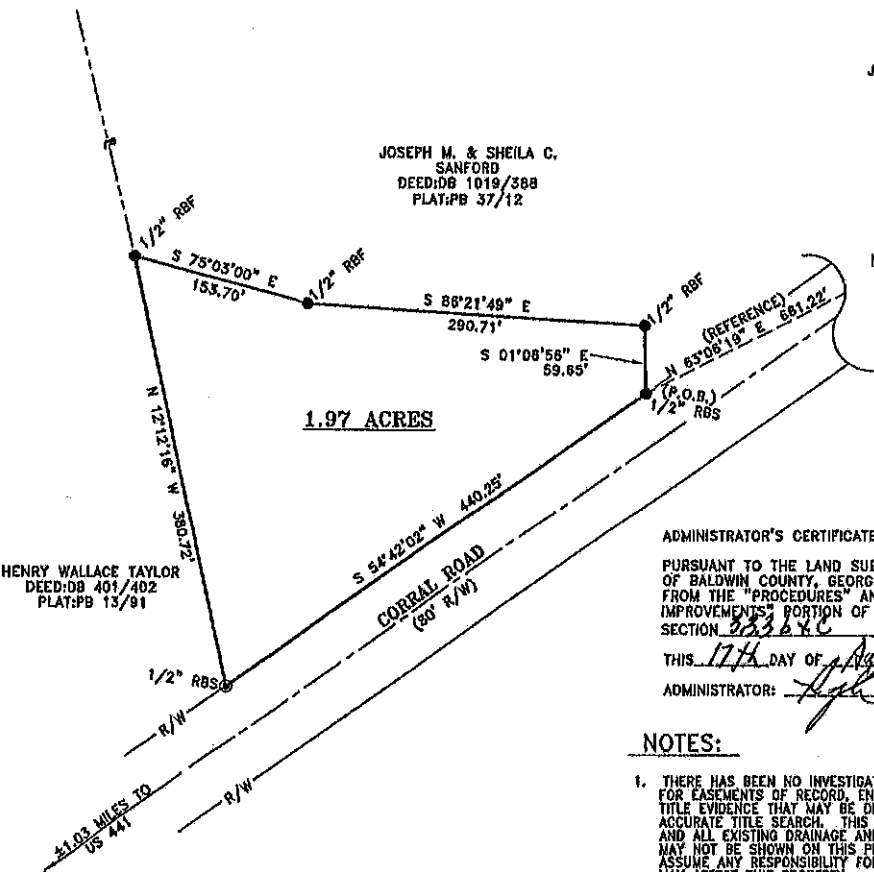 J
JOSEPH M. & SHEILA C.
SANFORD
DEED:DB 1019/388
PLAT:PB 37/12
1/2" RBF
S 75°03'00" E
153.70'
1/2" RBF
S 86°21'49" E
290.71'
1/2" RBF
S 01°08'56" E
59.65'
(REFERENCE)
N 63°06'19" E 681.22'
(P.O.B.)
1/2" RBS
1.97 ACRES
N 12°12'16" W 380.72'
S 54°42'02" W 440.25'
CORRAL ROAD
(80' R/W)
HENRY WALLACE TAYLOR
DEED:DB 401/402
PLAT:PB 13/91
1/2" RBS
R/W
R/W
±1.03 MILES TO
US 441
ADMINISTRATOR'S CERTIFICATE
PURSUANT TO THE LAND SUB
OF BALDWIN COUNTY, GEORG
FROM THE "PROCEDURES" AN
IMPROVEMENTS" PORTION OF
SECTION
THIS 17th DAY OF
ADMINISTRATOR:
NOTES:
1. THERE HAS BEEN NO INVESTIGAT
FOR EASEMENTS OF RECORD, EN
TITLE EVIDENCE THAT MAY BE DI
ACCURATE TITLE SEARCH. THIS
AND ALL EXISTING DRAINAGE AN
MAY NOT BE SHOWN ON THIS P
ASSUME ANY RESPONSIBILITY FO